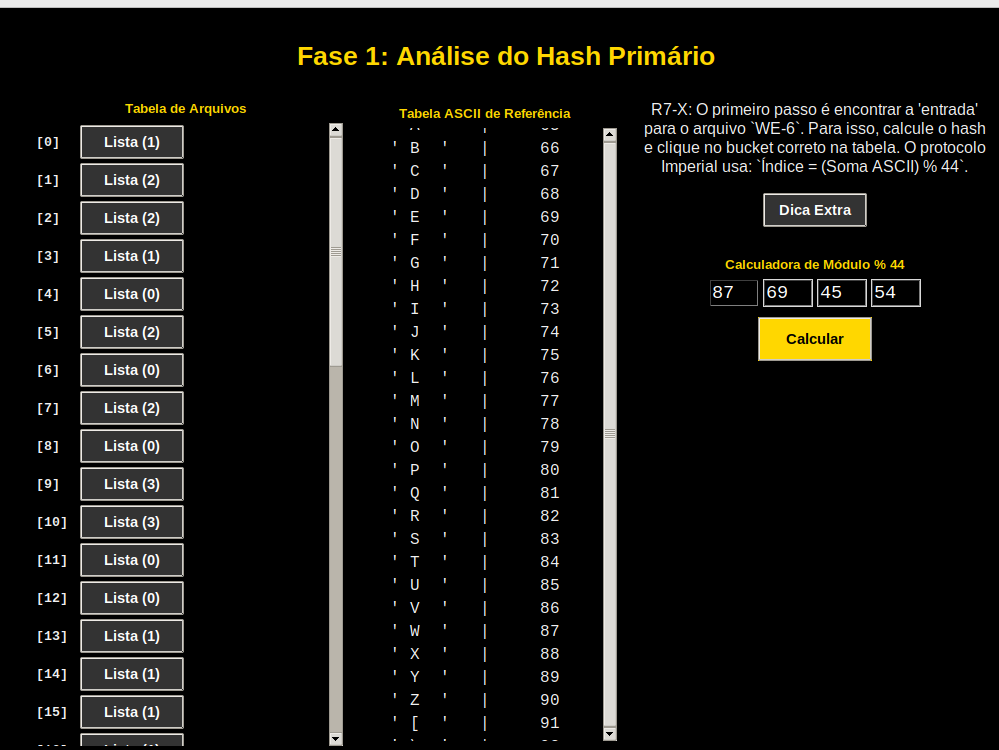 Fase 1: Análise do Hash Primário
Tabela de Arquivos
[0] Lista (1)
[1] Lista (2)
[2] Lista (2)
[3] Lista (1)
[4] Lista (0)
[5] Lista (2)
[6] Lista (0)
[7] Lista (2)
[8] Lista (0)
[9] Lista (3)
[10] Lista (3)
[11] Lista (0)
[12] Lista (0)
[13] Lista (1)
[14] Lista (1)
[15] Lista (1)
Tabela ASCII de Referência
' B ' | 66
' C ' | 67
' D ' | 68
' E ' | 69
' F ' | 70
' G ' | 71
' H ' | 72
' I ' | 73
' J ' | 74
' K ' | 75
' L ' | 76
' M ' | 77
' N ' | 78
' O ' | 79
' P ' | 80
' Q ' | 81
' R ' | 82
' S ' | 83
' T ' | 84
' U ' | 85
' V ' | 86
' W ' | 87
' X ' | 88
' Y ' | 89
' Z ' | 90
' [ ' | 91
R7-X: O primeiro passo é encontrar a 'entrada'
para o arquivo `WE-6`. Para isso, calcule o hash
e clique no bucket correto na tabela. O protocolo
Imperial usa: `Índice = (Soma ASCII) % 44`.
Dica Extra
Calculadora de Módulo % 44
87 69 45 54
Calcular